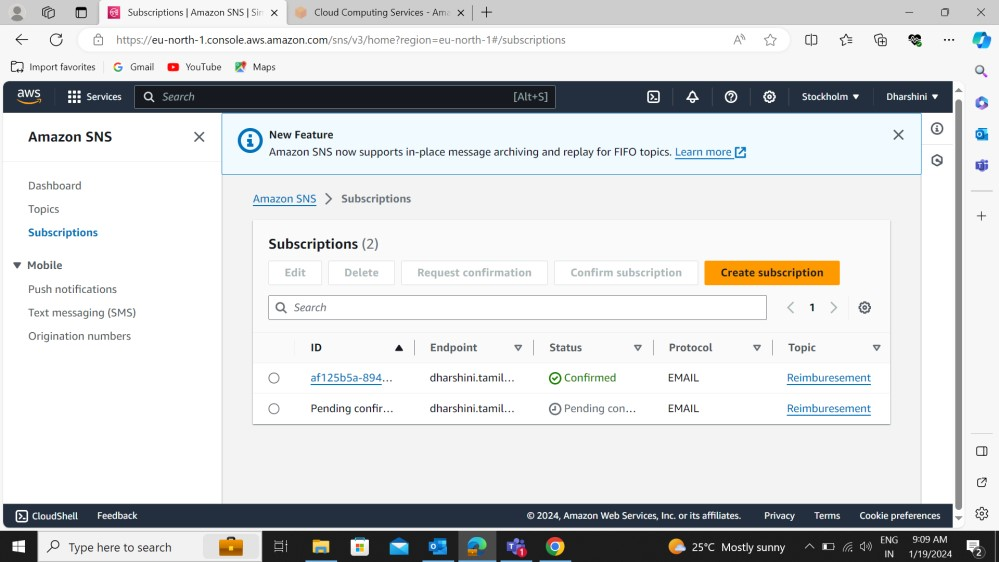 Subscriptions | Amazon SNS | Sin
Cloud Computing Services - Ama
https://eu-north-1.console.aws.amazon.com/sns/v3/home?region=eu-north-1#/subscriptions
Import favorites
Gmail
YouTube
Maps
aws
Services
Search
[Alt+S]
Stockholm
Dharshini
Amazon SNS
Dashboard
Topics
Subscriptions
Mobile
Push notifications
Text messaging (SMS)
Origination numbers
New Feature
Amazon SNS now supports in-place message archiving and replay for FIFO topics. Learn more
Amazon SNS > Subscriptions
Subscriptions (2)
Edit
Delete
Request confirmation
Confirm subscription
Create subscription
Search
1
ID
Endpoint
Status
Protocol
Topic
af125b5a-894...
dharshini.tamil...
Confirmed
EMAIL
Reimburesement
Pending confir...
dharshini.tamil...
Pending con...
EMAIL
Reimburesement
CloudShell
Feedback
© 2024, Amazon Web Services, Inc. or its affiliates.
Privacy
Terms
Cookie preferences
Type here to search
1
25°C Mostly sunny
ENG
IN
9:09 AM
1/19/2024
2